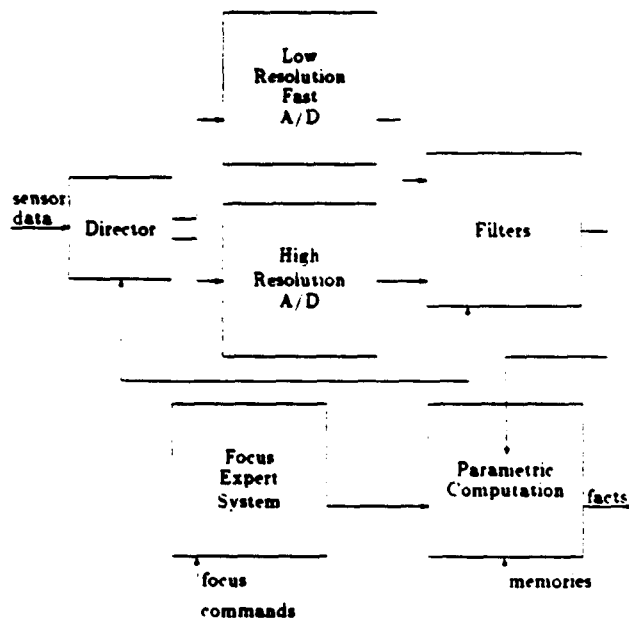 Low
Resolution
Fast
A/D
sensor
data
Director
Filters
High
Resolution
A/D
Focus
Expert
System
Parametric
Computation
facts
focus
commands
memories